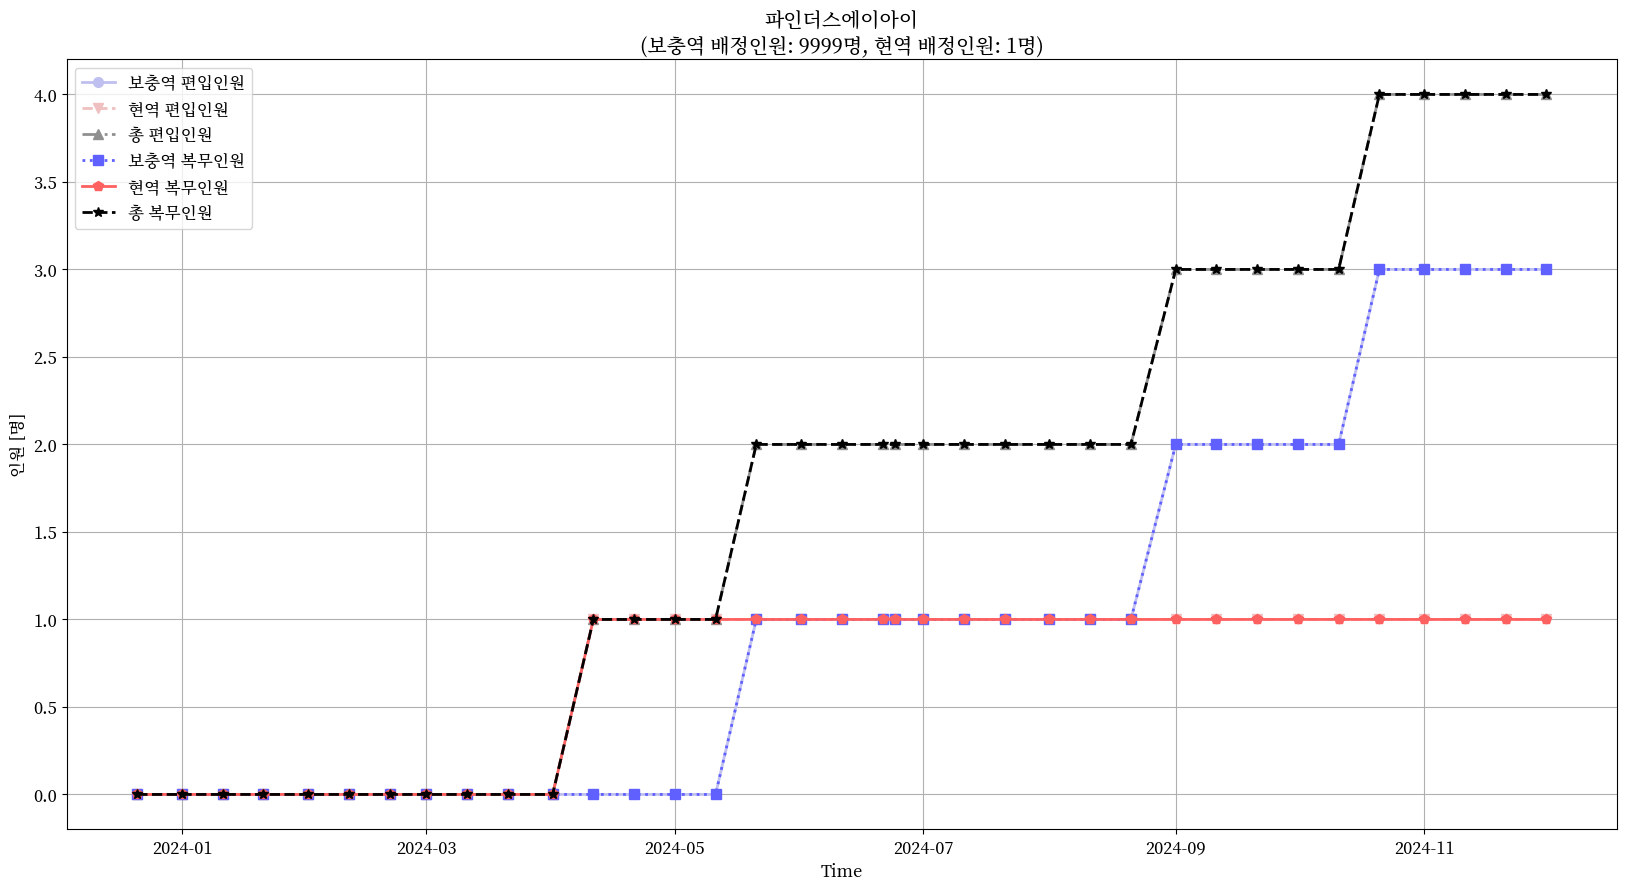 파인더스에이아이
(보충역 배정인원: 9999명, 현역 배정인원: 1명)
보충역 편입인원
현역 편입인원
총 편입인원
보충역 복무인원
현역 복무인원
총 복무인원
인원 [명]
4.0
3.5
3.0
2.5
2.0
1.5
1.0
0.5
0.0
2024-01
2024-03
2024-05
2024-07
2024-09
2024-11
Time